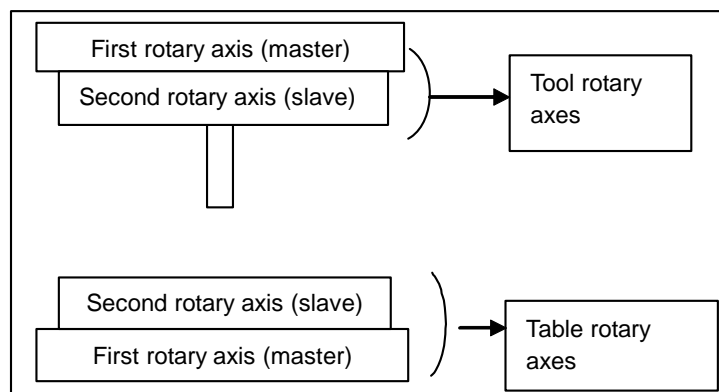 First rotary axis (master)
Second rotary axis (slave)
Tool rotary
axes
Second rotary axis (slave)
First rotary axis (master)
Table rotary
axes